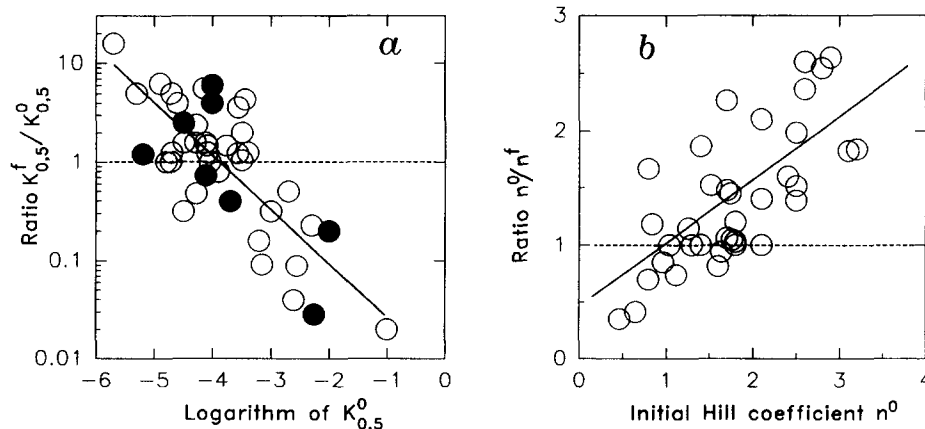 a
Ratio K^f_0,5 / K^0_0,5
10
1
0.1
0.01
−6 −5 −4 −3 −2 −1 0
Logarithm of K^0_0,5
b
Ratio n^0/n^f
3
2
1
0
0 1 2 3 4
Initial Hill coefficient n^0